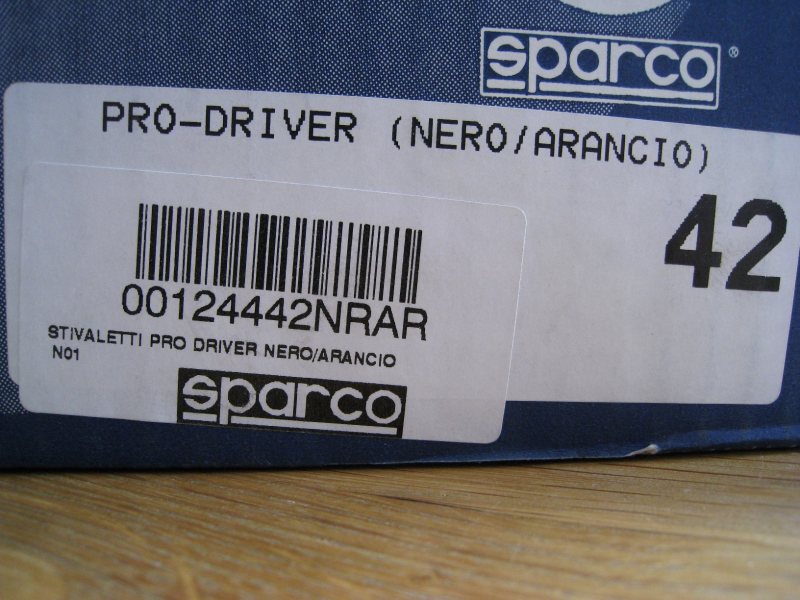 sparco®
PRO-DRIVER (NERO/ARANCIO)
42
00124442NRAR
STIVALETTI PRO DRIVER NERO/ARANCIO
N01
sparco